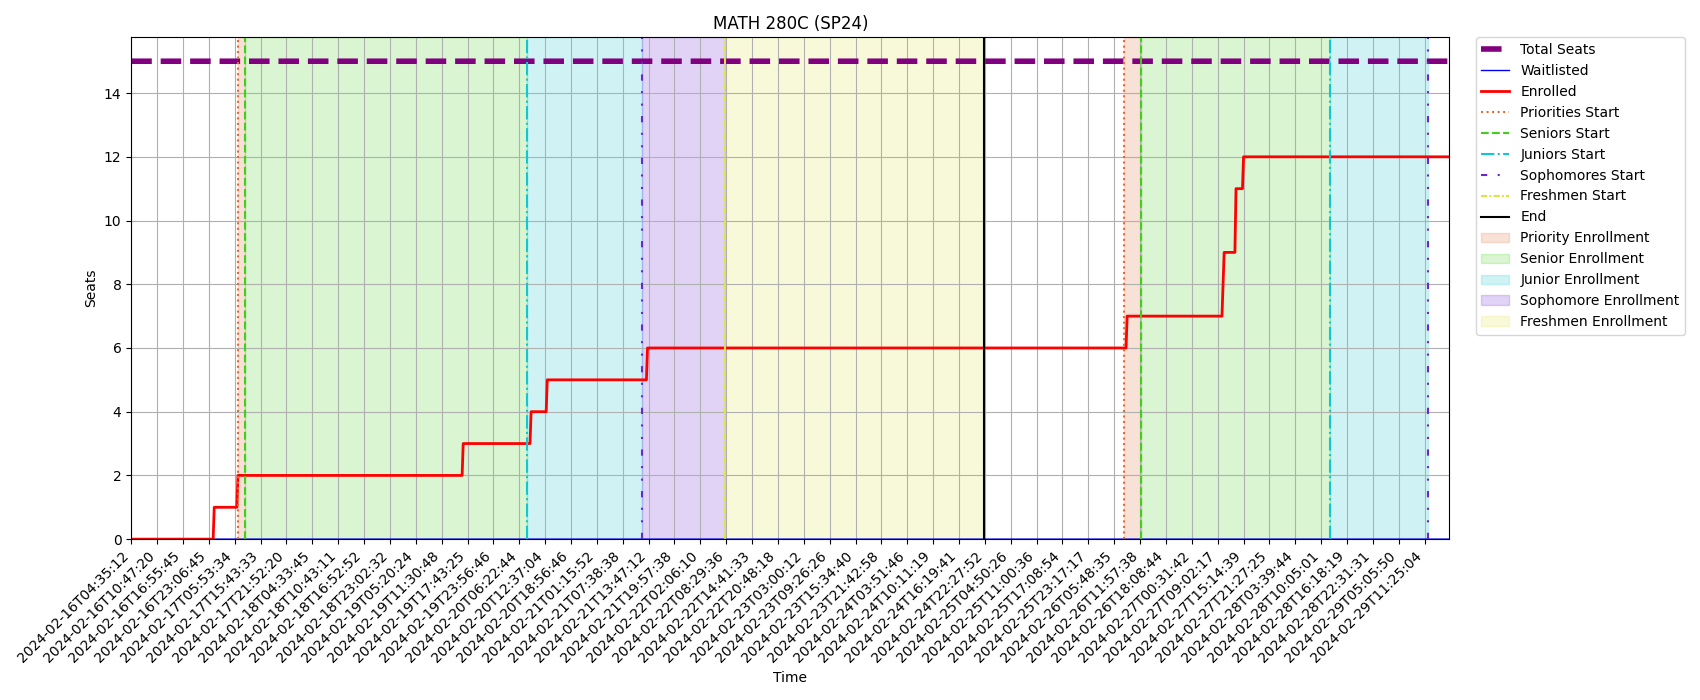 MATH 280C (SP24)
Seats
14
12
10
8
6
4
2
0
2024-02-16T04:35:12
2024-02-16T10:47:20
2024-02-16T16:55:45
2024-02-16T23:06:45
2024-02-17T05:53:34
2024-02-17T15:43:33
2024-02-17T21:52:20
2024-02-18T04:33:45
2024-02-18T10:43:11
2024-02-18T16:52:52
2024-02-18T23:02:32
2024-02-19T05:20:24
2024-02-19T11:30:48
2024-02-19T17:43:25
2024-02-19T23:56:46
2024-02-20T06:22:44
2024-02-20T12:37:04
2024-02-20T18:56:46
2024-02-21T01:15:52
2024-02-21T07:38:38
2024-02-21T13:47:12
2024-02-21T19:57:38
2024-02-22T02:06:10
2024-02-22T08:29:36
2024-02-22T14:41:33
2024-02-22T20:48:18
2024-02-23T03:00:12
2024-02-23T09:26:26
2024-02-23T15:34:40
2024-02-23T21:42:58
2024-02-24T03:51:46
2024-02-24T10:11:19
2024-02-24T16:19:41
2024-02-24T22:27:52
2024-02-25T04:50:26
2024-02-25T11:00:36
2024-02-25T17:08:54
2024-02-25T23:17:17
2024-02-26T05:48:35
2024-02-26T11:57:38
2024-02-26T18:08:44
2024-02-27T00:31:42
2024-02-27T09:02:17
2024-02-27T15:14:39
2024-02-27T21:27:25
2024-02-28T03:39:44
2024-02-28T10:05:01
2024-02-28T16:18:19
2024-02-28T22:31:31
2024-02-29T05:05:50
2024-02-29T11:25:04
Time
Total Seats
Waitlisted
Enrolled
Priorities Start
Seniors Start
Juniors Start
Sophomores Start
Freshmen Start
End
Priority Enrollment
Senior Enrollment
Junior Enrollment
Sophomore Enrollment
Freshmen Enrollment